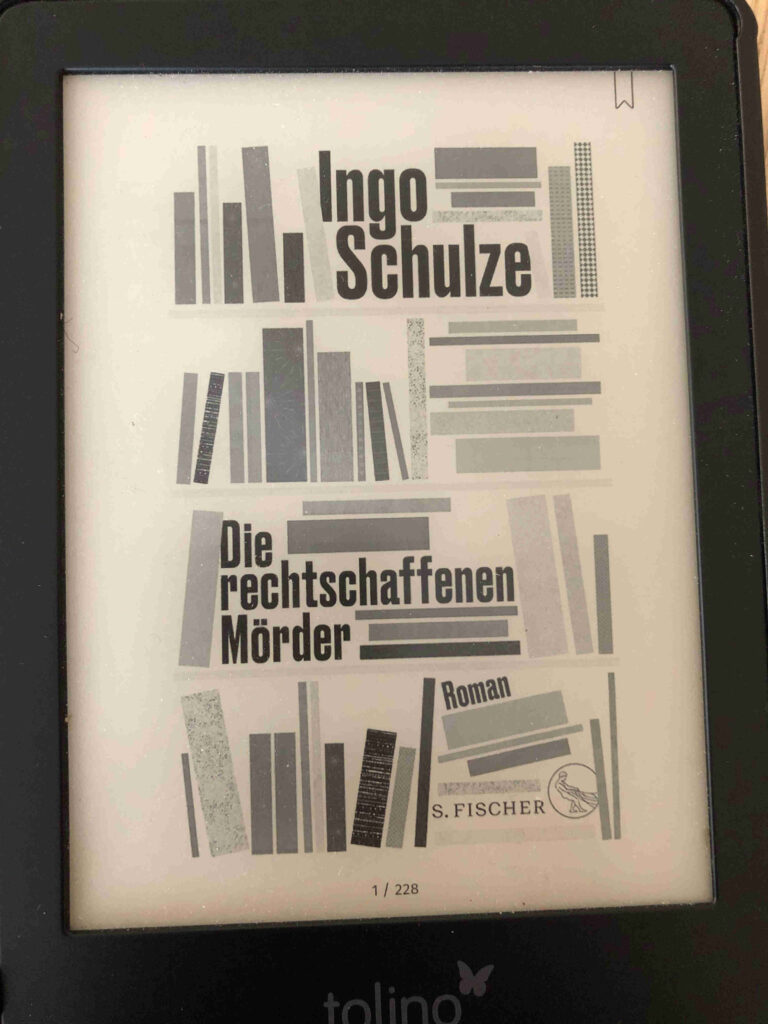 Ingo
Schulze
Die
rechtschaffenen
Mörder
Roman
S. FISCHER
1 / 228
tolino